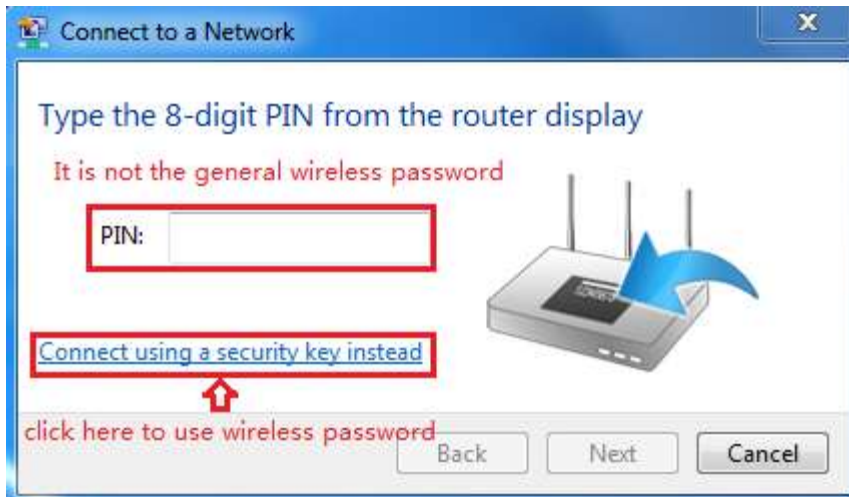 Connect to a Network
X
Type the 8-digit PIN from the router display
It is not the general wireless password
PIN:
Connect using a security key instead
click here to use wireless password
Back Next Cancel